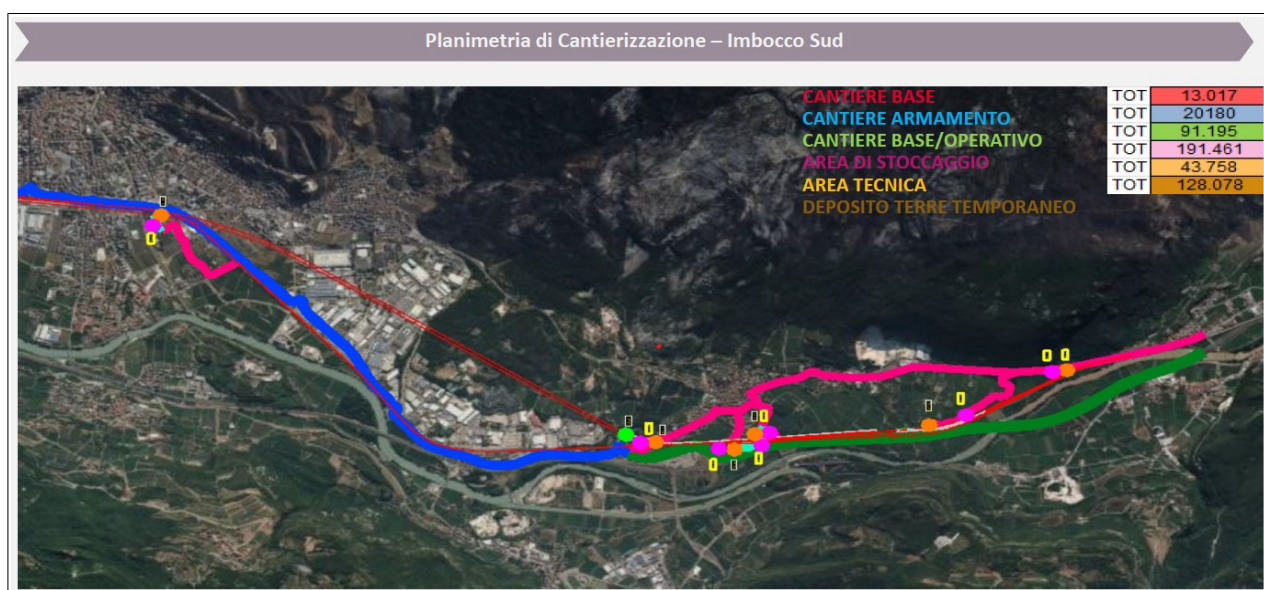 Planimetria di Cantierizzazione – Imbocco Sud
CANTIERE BASE TOT 13.017
CANTIERE ARMAMENTO TOT 20180
CANTIERE BASE/OPERATIVO TOT 91.195
AREA DI STOCCAGGIO TOT 191.461
AREA TECNICA TOT 43.758
DEPOSITO TERRE TEMPORANEO TOT 128.078